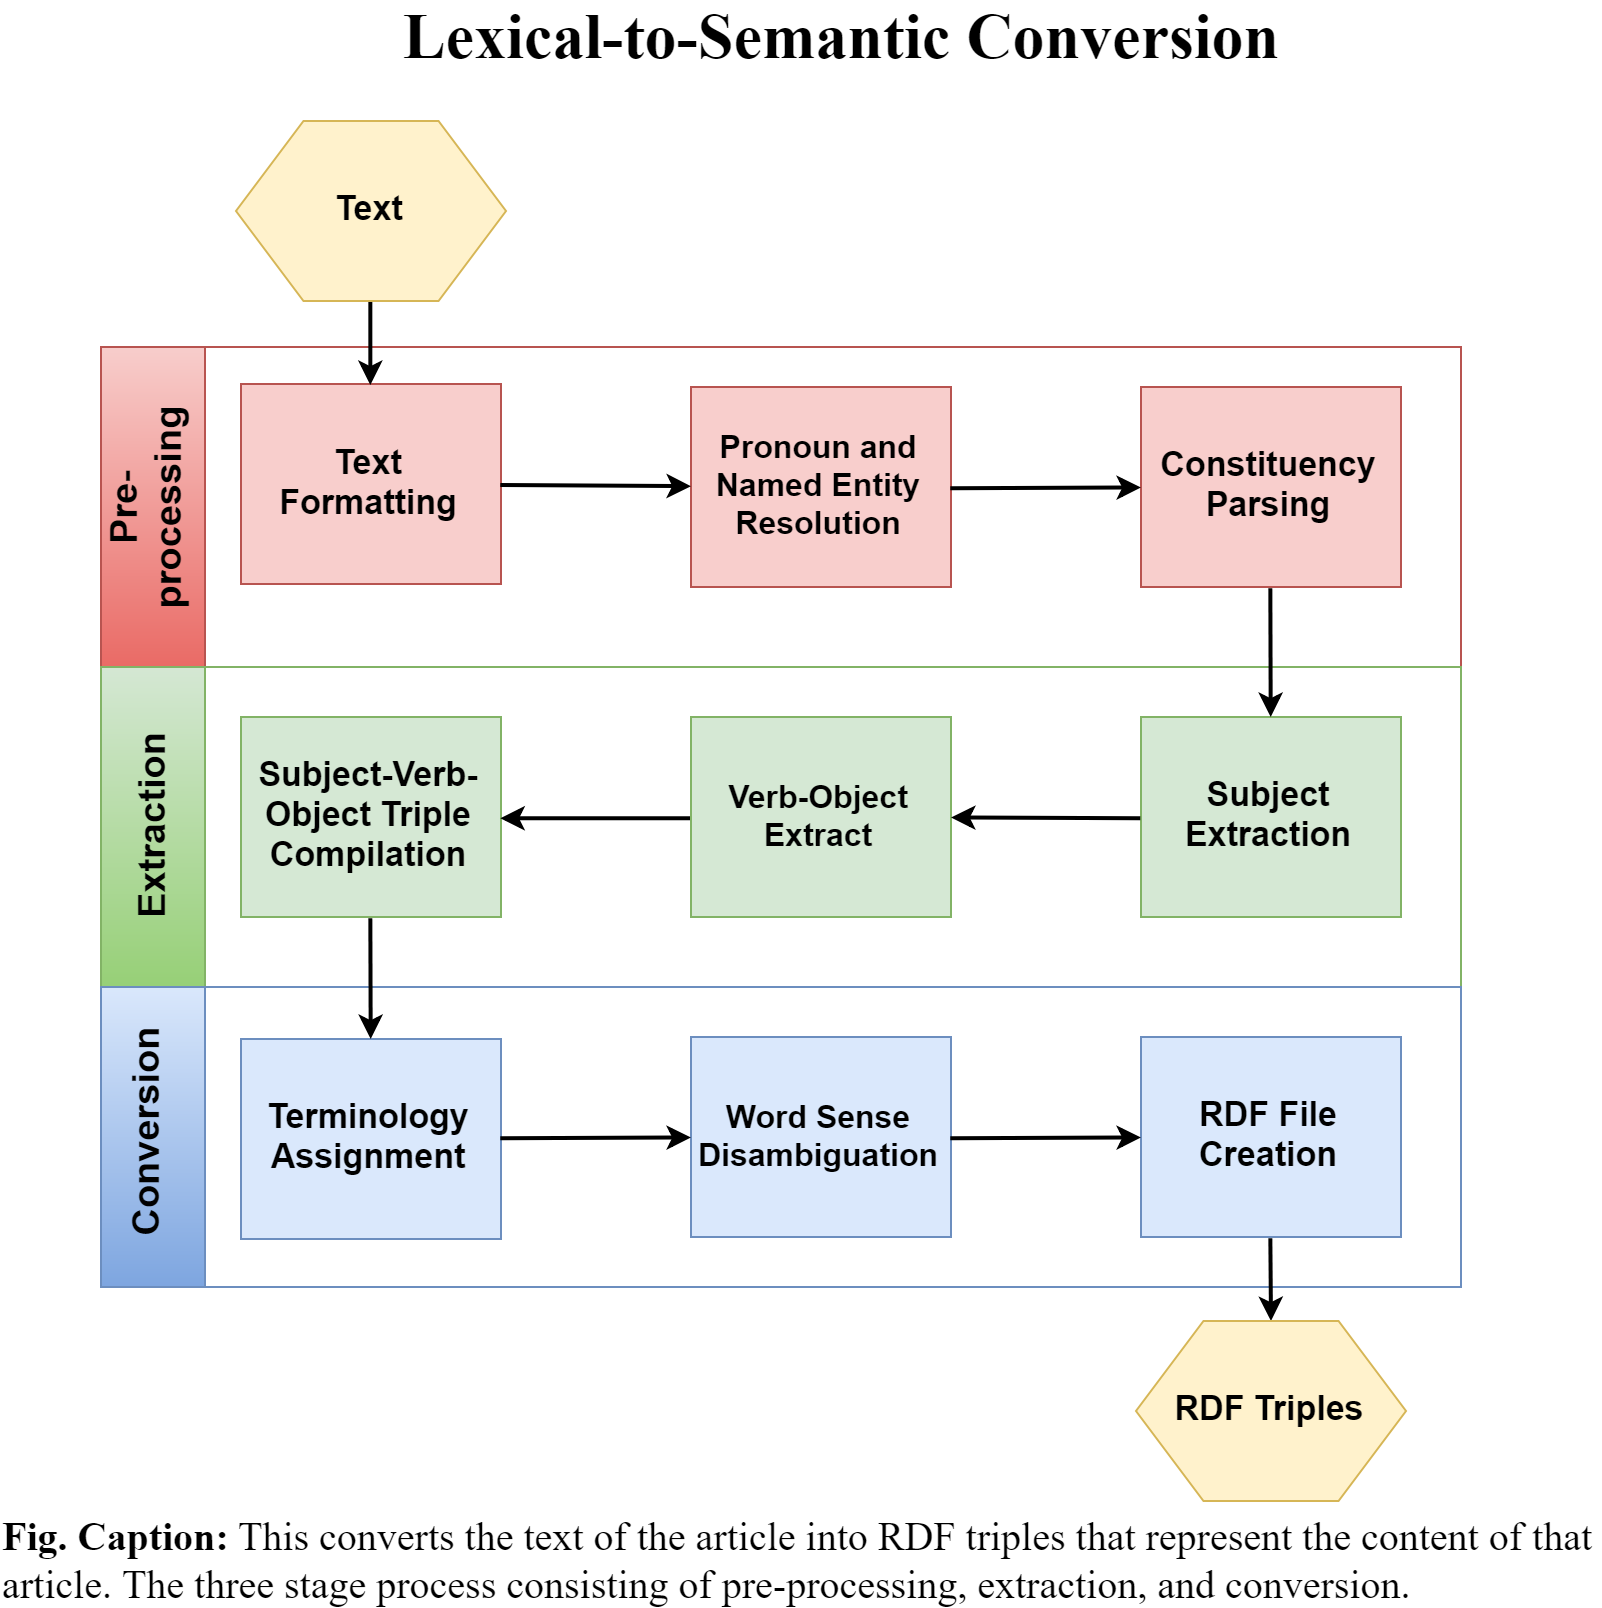 Lexical-to-Semantic Conversion
Text
Pre-
processing
Text
Formatting
Pronoun and
Named Entity
Resolution
Constituency
Parsing
Extraction
Subject-Verb-
Object Triple
Compilation
Verb-Object
Extract
Subject
Extraction
Conversion
Terminology
Assignment
Word Sense
Disambiguation
RDF File
Creation
RDF Triples
Fig. Caption: This converts the text of the article into RDF triples that represent the content of that
article. The three stage process consisting of pre-processing, extraction, and conversion.